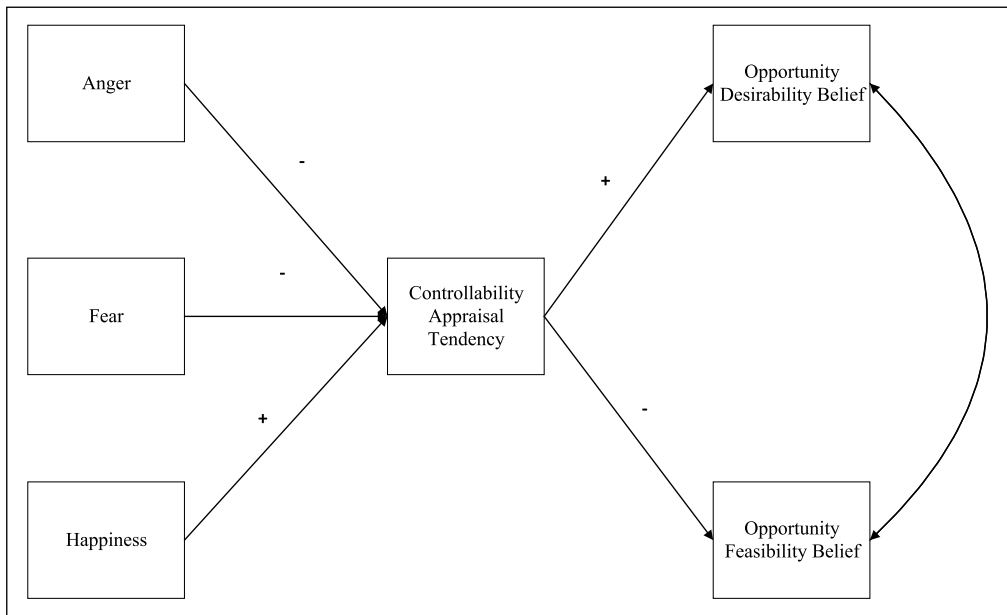 Anger
-
Opportunity
Desirability Belief
+
-
Fear
Controllability
Appraisal
Tendency
+
-
Happiness
Opportunity
Feasibility Belief